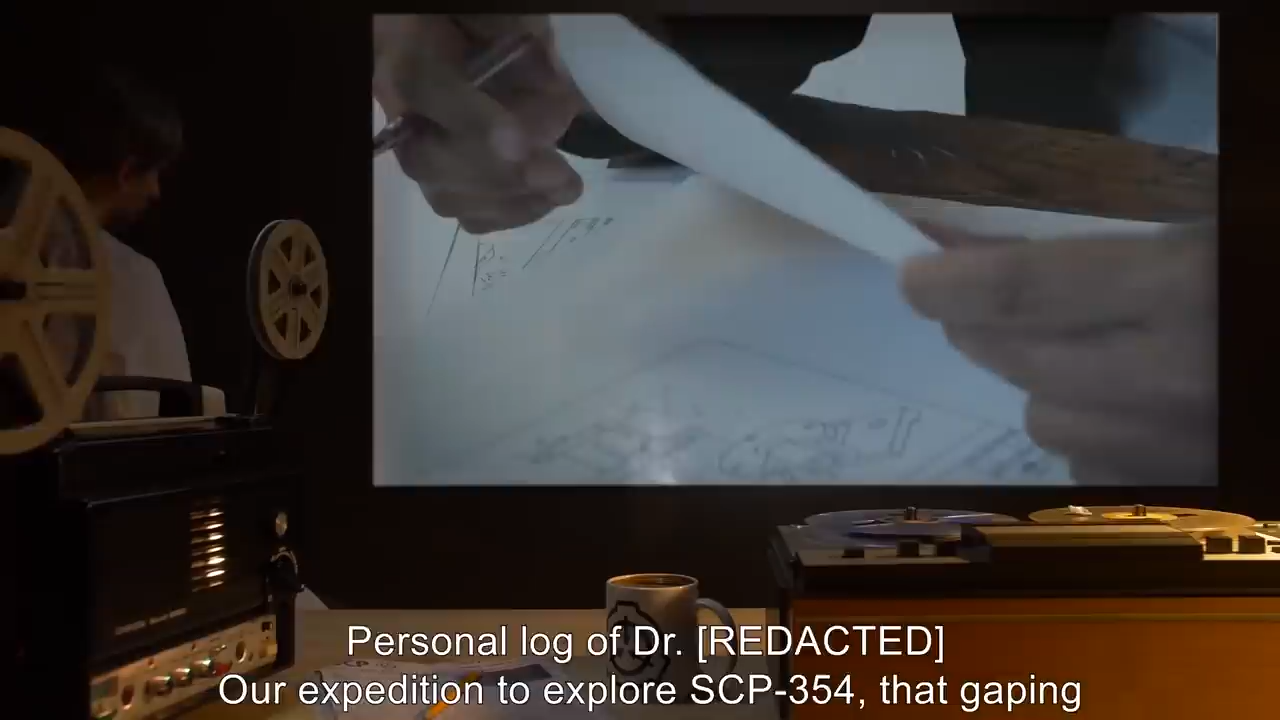 Personal log of Dr. [REDACTED]
Our expedition to explore SCP-354, that gaping